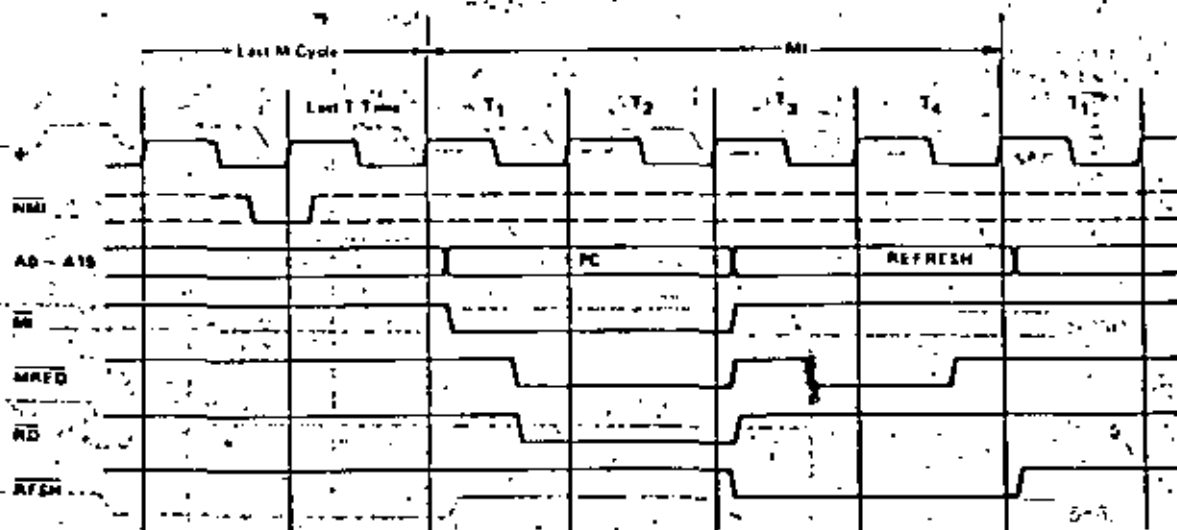 Last M Cycle M1
Last T Time T1 T2 T3 T4 T1
Φ
NMI
A0 - A15 PC REFRESH
M1
MREQ
RD
RFSH